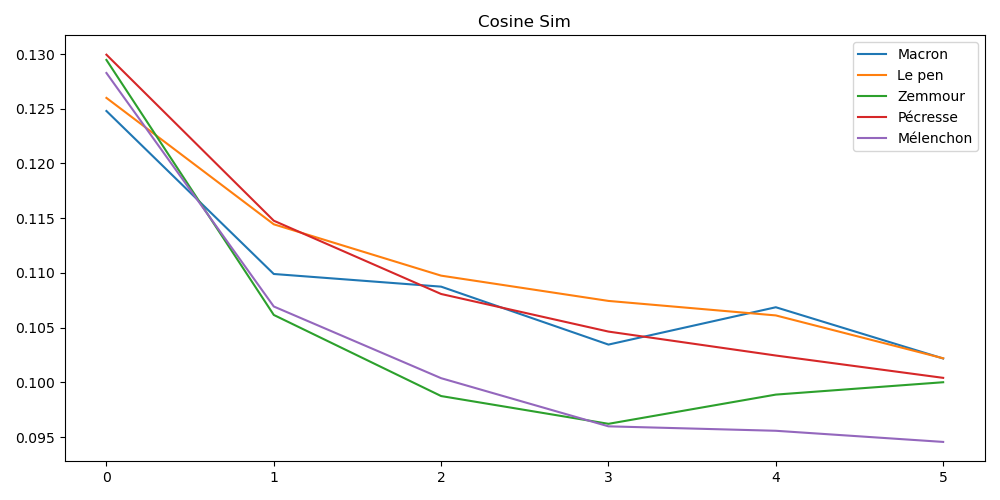 Cosine Sim
Macron
Le pen
Zemmour
Pécresse
Mélenchon
0.130
0.125
0.120
0.115
0.110
0.105
0.100
0.095
0 1 2 3 4 5